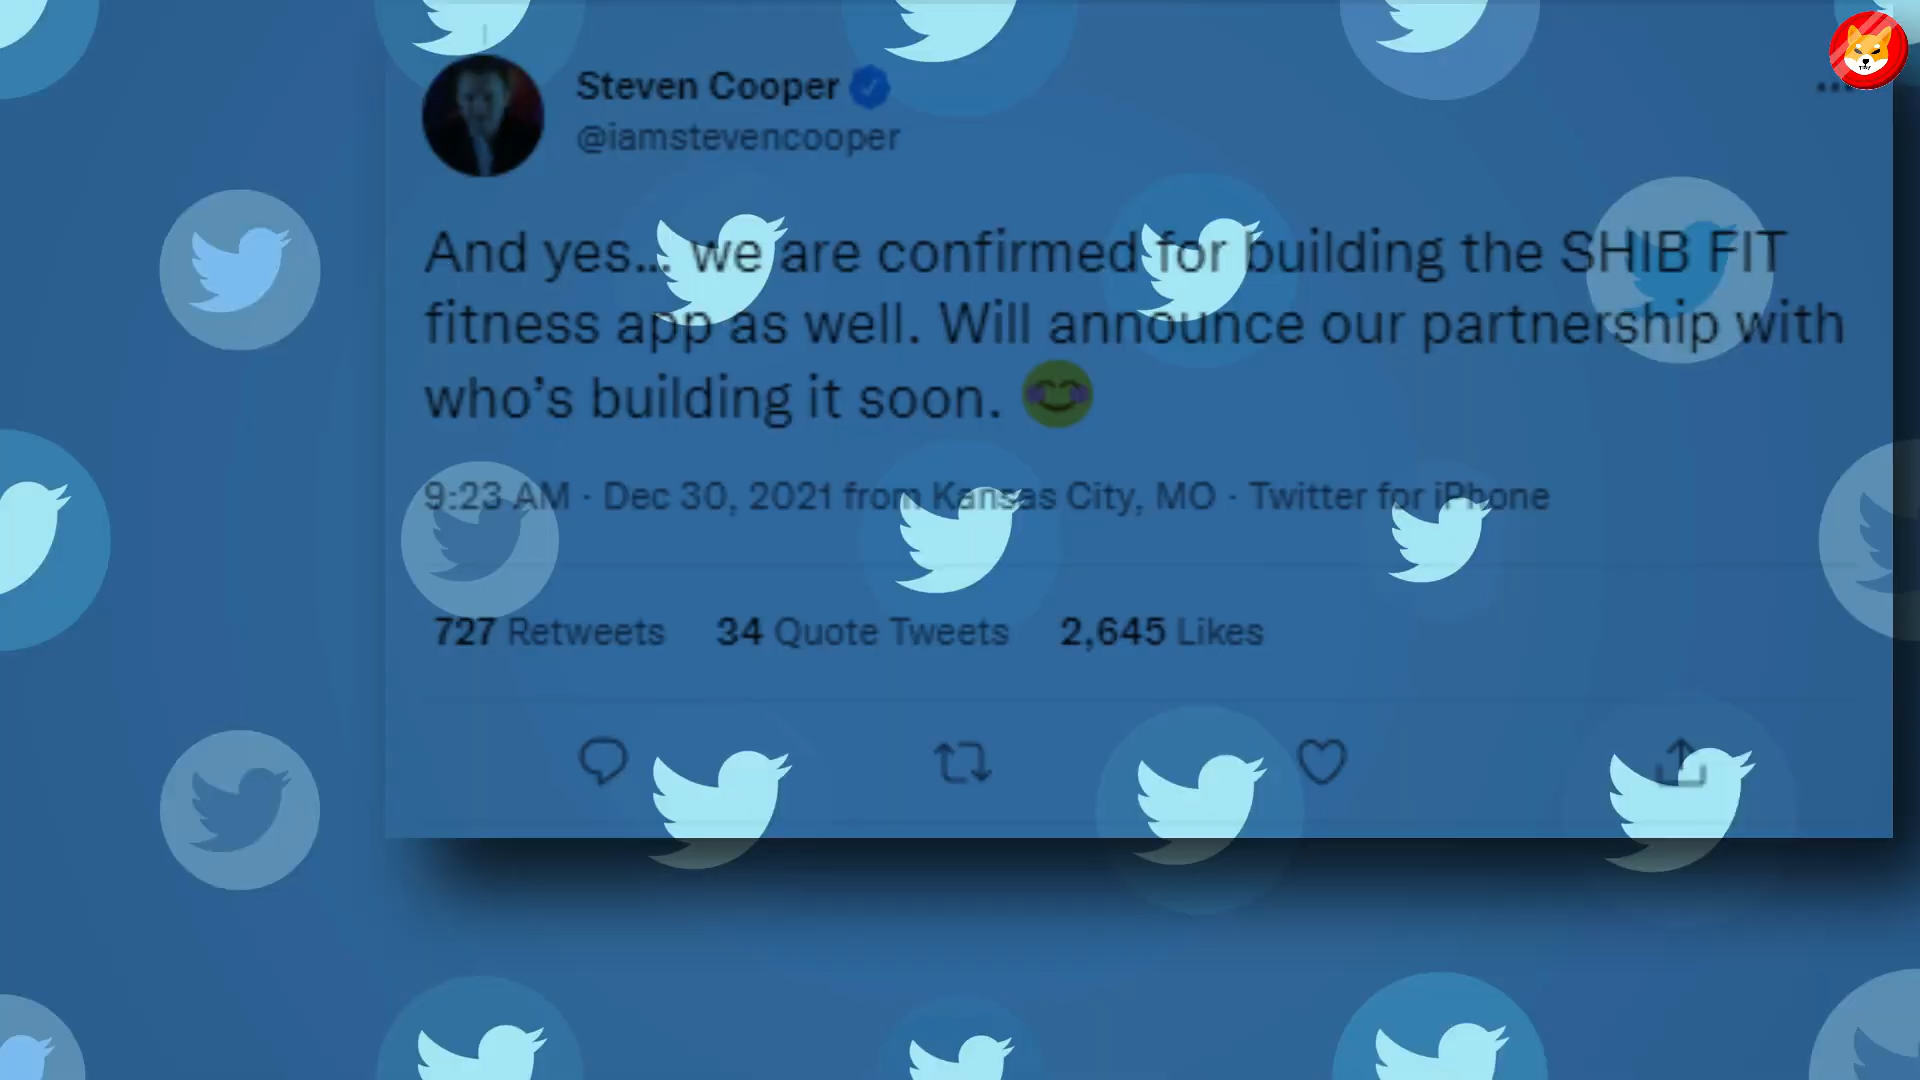 Steven Cooper
@iamstevencooper
And yes... we are confirmed for building the SHIB FIT
fitness app as well. Will announce our partnership with
who's building it soon.
9:23 AM · Dec 30, 2021 from Kansas City, MO · Twitter for iPhone
727 Retweets 34 Quote Tweets 2,645 Likes